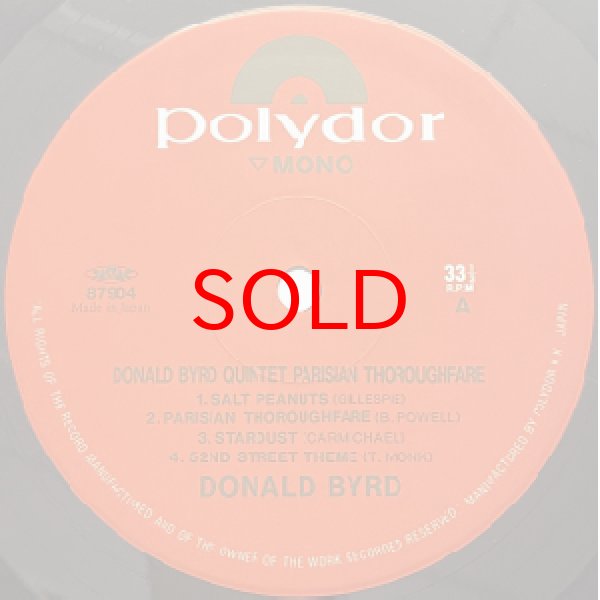 polydor
▽MONO
87504
Made in Japan
33⅓
RPM
A
SOLD
DONALD BYRD QUINTET PARISIAN THOROUGHFARE
1. SALT PEANUTS (GILLESPIE)
2. PARISIAN THOROUGHFARE (B. POWELL)
3. STARDUST (CARMICHAEL)
4. 52ND STREET THEME (T. MONK)
DONALD BYRD
ALL RIGHTS OF THE RECORD MANUFACTURER AND OF THE OWNER OF THE WORK RECORDED RESERVED. MANUFACTURED BY POLYDOR K.K. JAPAN